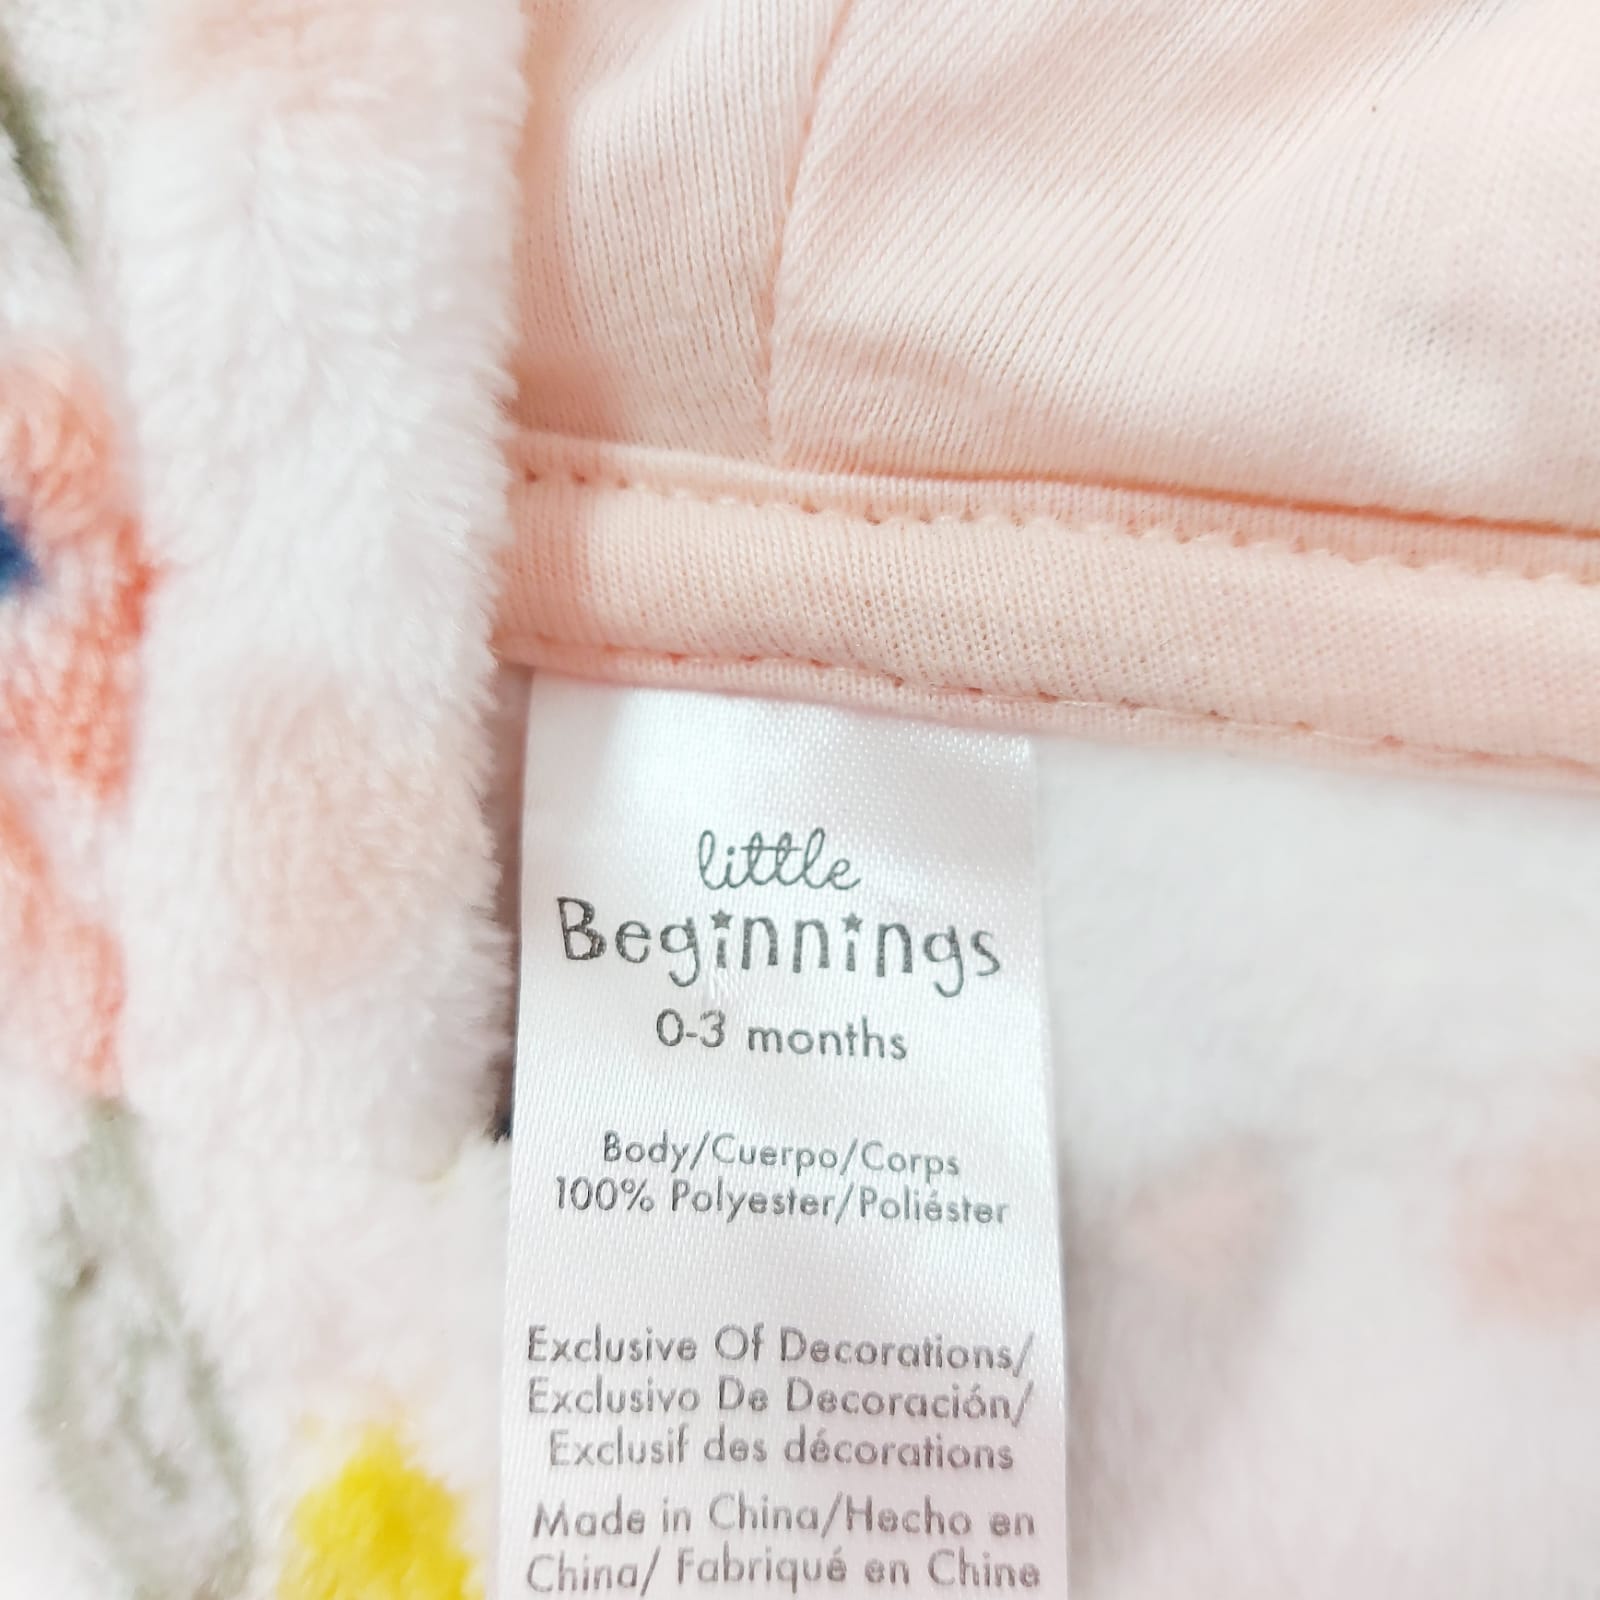 little
Beginnings
0-3 months
Body/Cuerpo/Corps
100% Polyester/Poliéster
Exclusive Of Decorations/
Exclusivo De Decoración/
Exclusif des décorations
Made in China/Hecho en
China/ Fabriqué en Chine